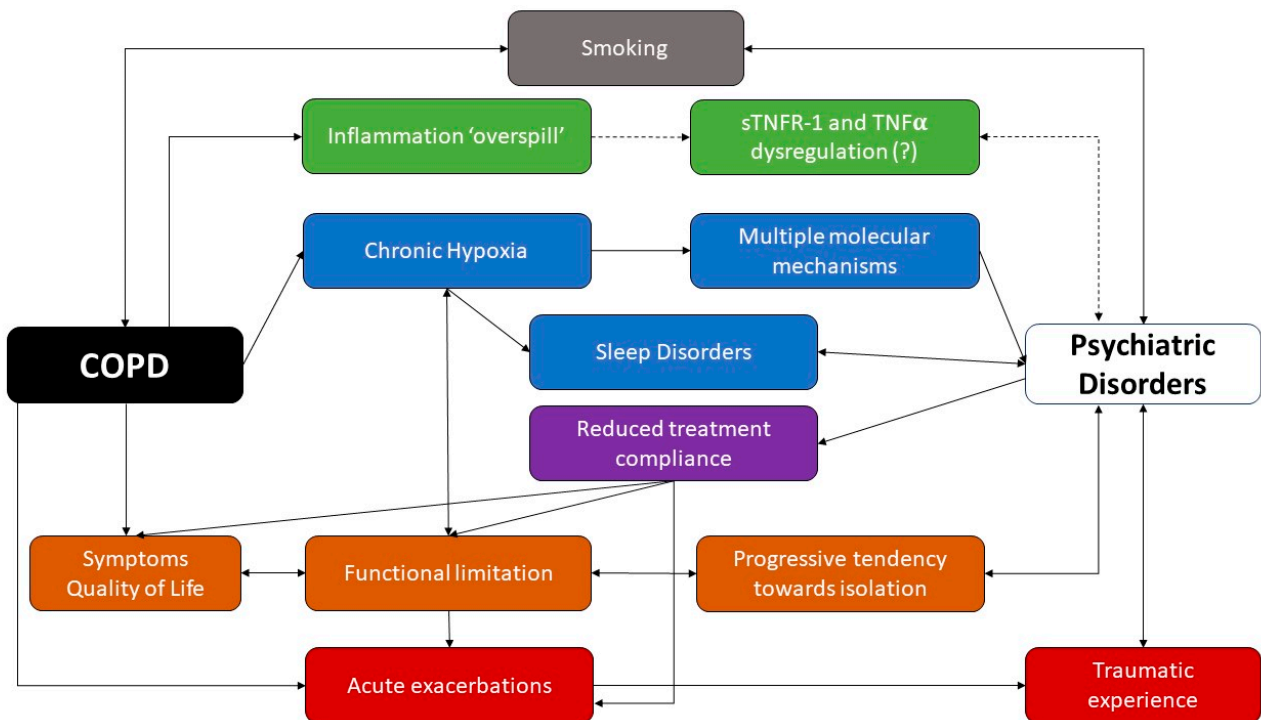 Smoking
Inflammation ‘overspill’
sTNFR-1 and TNFα
dysregulation (?)
Chronic Hypoxia
Multiple molecular
mechanisms
COPD
Sleep Disorders
Psychiatric
Disorders
Reduced treatment
compliance
Symptoms
Quality of Life
Functional limitation
Progressive tendency
towards isolation
Acute exacerbations
Traumatic
experience